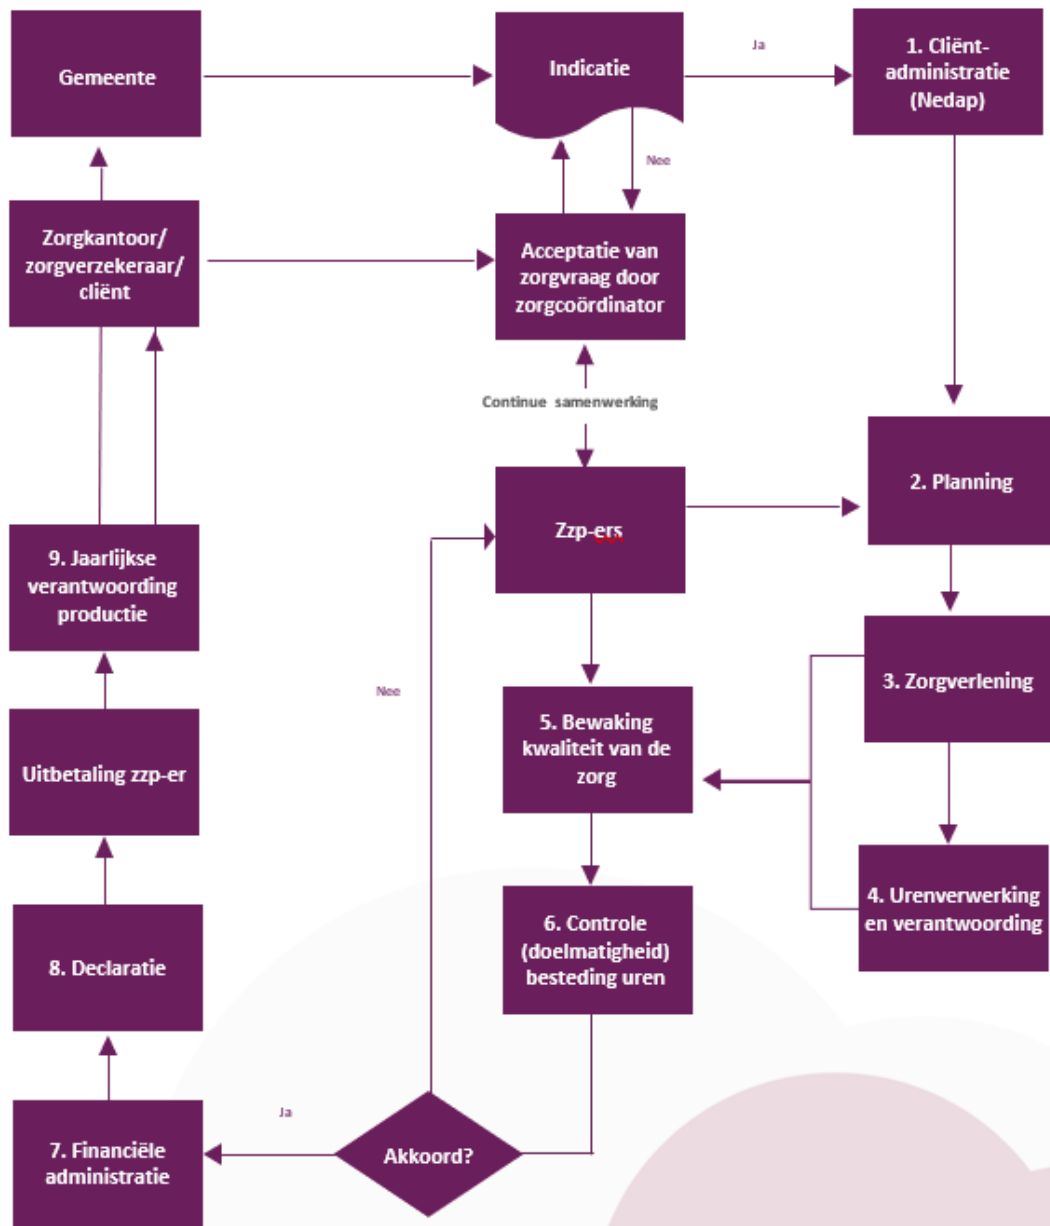 Gemeente
Indicatie
Ja
1. Cliënt-
administratie
(Nedap)
Nee
Zorgkantoor/
zorgverzekeraar/
cliënt
Acceptatie van
zorgvraag door
zorgcoördinator
Continue samenwerking
2. Planning
Zzp-ers
9. Jaarlijkse
verantwoording
productie
3. Zorgverlening
Nee
5. Bewaking
kwaliteit van de
zorg
Uitbetaling zzp-er
4. Urenverwerking
en verantwoording
6. Controle
(doelmatigheid)
besteding uren
8. Declaratie
Ja
Akkoord?
7. Financiële
administratie